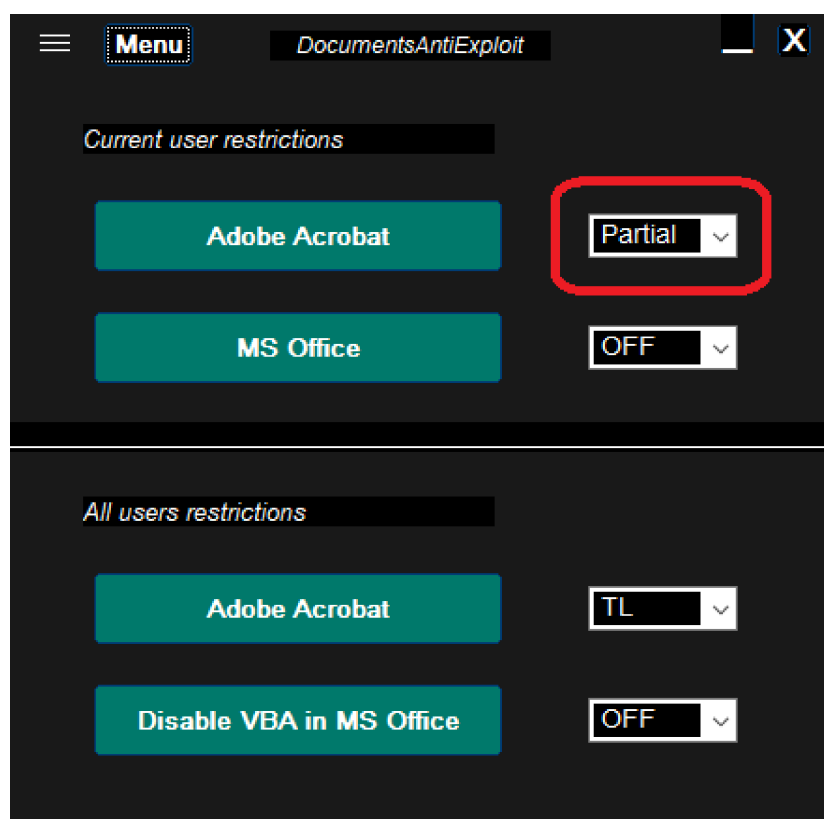 Menu DocumentsAntiExploit X
Current user restrictions
Adobe Acrobat Partial
MS Office OFF
All users restrictions
Adobe Acrobat TL
Disable VBA in MS Office OFF